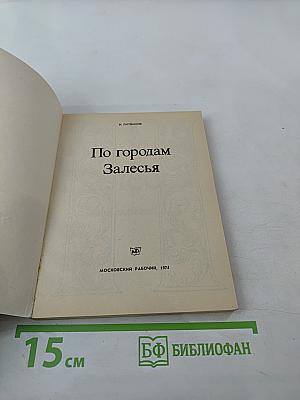 По городам
Залесья
МОСКОВСКИЙ РАБОЧИЙ, 1974
15 см
БФ БИБЛИОФАН